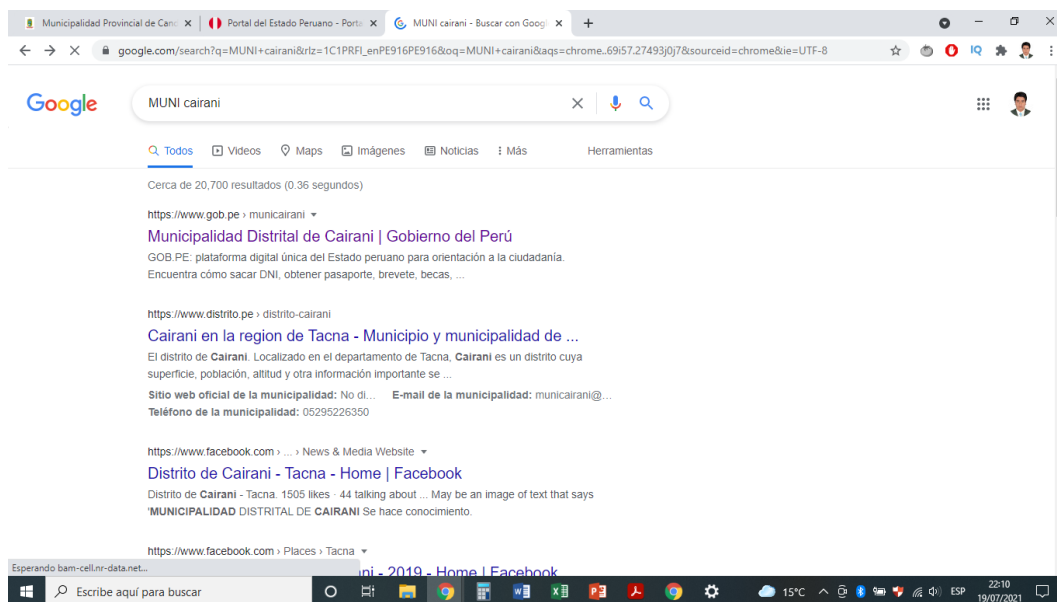 Municipalidad Provincial de Cand
Portal del Estado Peruano - Porta
MUNI cairani - Buscar con Googl
google.com/search?q=MUNI+cairani&rlz=1C1PRFI_enPE916PE916&oq=MUNI+cairani&aqs=chrome..69i57.27493j0j7&sourceid=chrome&ie=UTF-8
IQ
Google
MUNI cairani
Todos Videos Maps Imágenes Noticias Más Herramientas
Cerca de 20,700 resultados (0.36 segundos)
https://www.gob.pe › municairani
Municipalidad Distrital de Cairani | Gobierno del Perú
GOB.PE: plataforma digital única del Estado peruano para orientación a la ciudadanía.
Encuentra cómo sacar DNI, obtener pasaporte, brevete, becas, ...
https://www.distrito.pe › distrito-cairani
Cairani en la region de Tacna - Municipio y municipalidad de ...
El distrito de Cairani. Localizado en el departamento de Tacna, Cairani es un distrito cuya
superficie, población, altitud y otra información importante se ...
Sitio web oficial de la municipalidad: No di... E-mail de la municipalidad: municairani@...
Teléfono de la municipalidad: 05295226350
https://www.facebook.com › ... › News & Media Website
Distrito de Cairani - Tacna - Home | Facebook
Distrito de Cairani - Tacna. 1505 likes · 44 talking about ... May be an image of text that says
'MUNICIPALIDAD DISTRITAL DE CAIRANI Se hace conocimiento.
https://www.facebook.com › Places › Tacna
ni - 2019 - Home | Facebook
Esperando bam-cell.nr-data.net...
Escribe aquí para buscar
15°C
ESP
22:10
19/07/2021